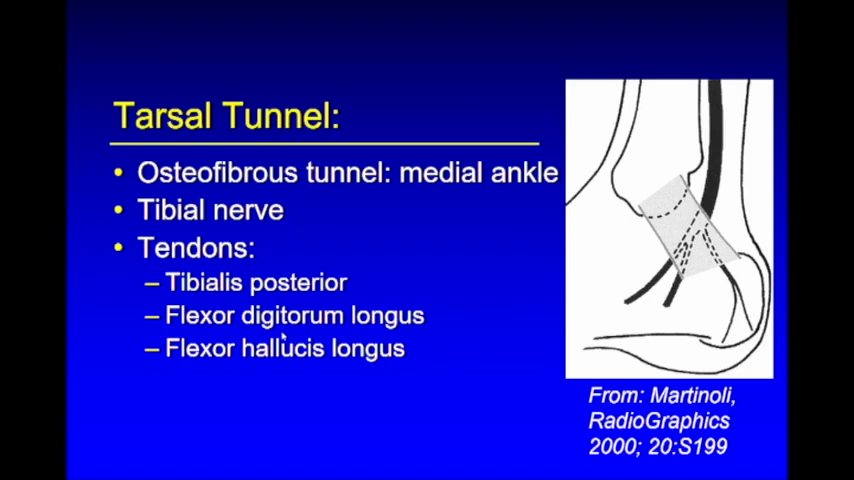 Tarsal Tunnel:
• Osteofibrous tunnel: medial ankle
• Tibial nerve
• Tendons:
– Tibialis posterior
– Flexor digitorum longus
– Flexor hallucis longus
From: Martinoli,
RadioGraphics
2000; 20:S199